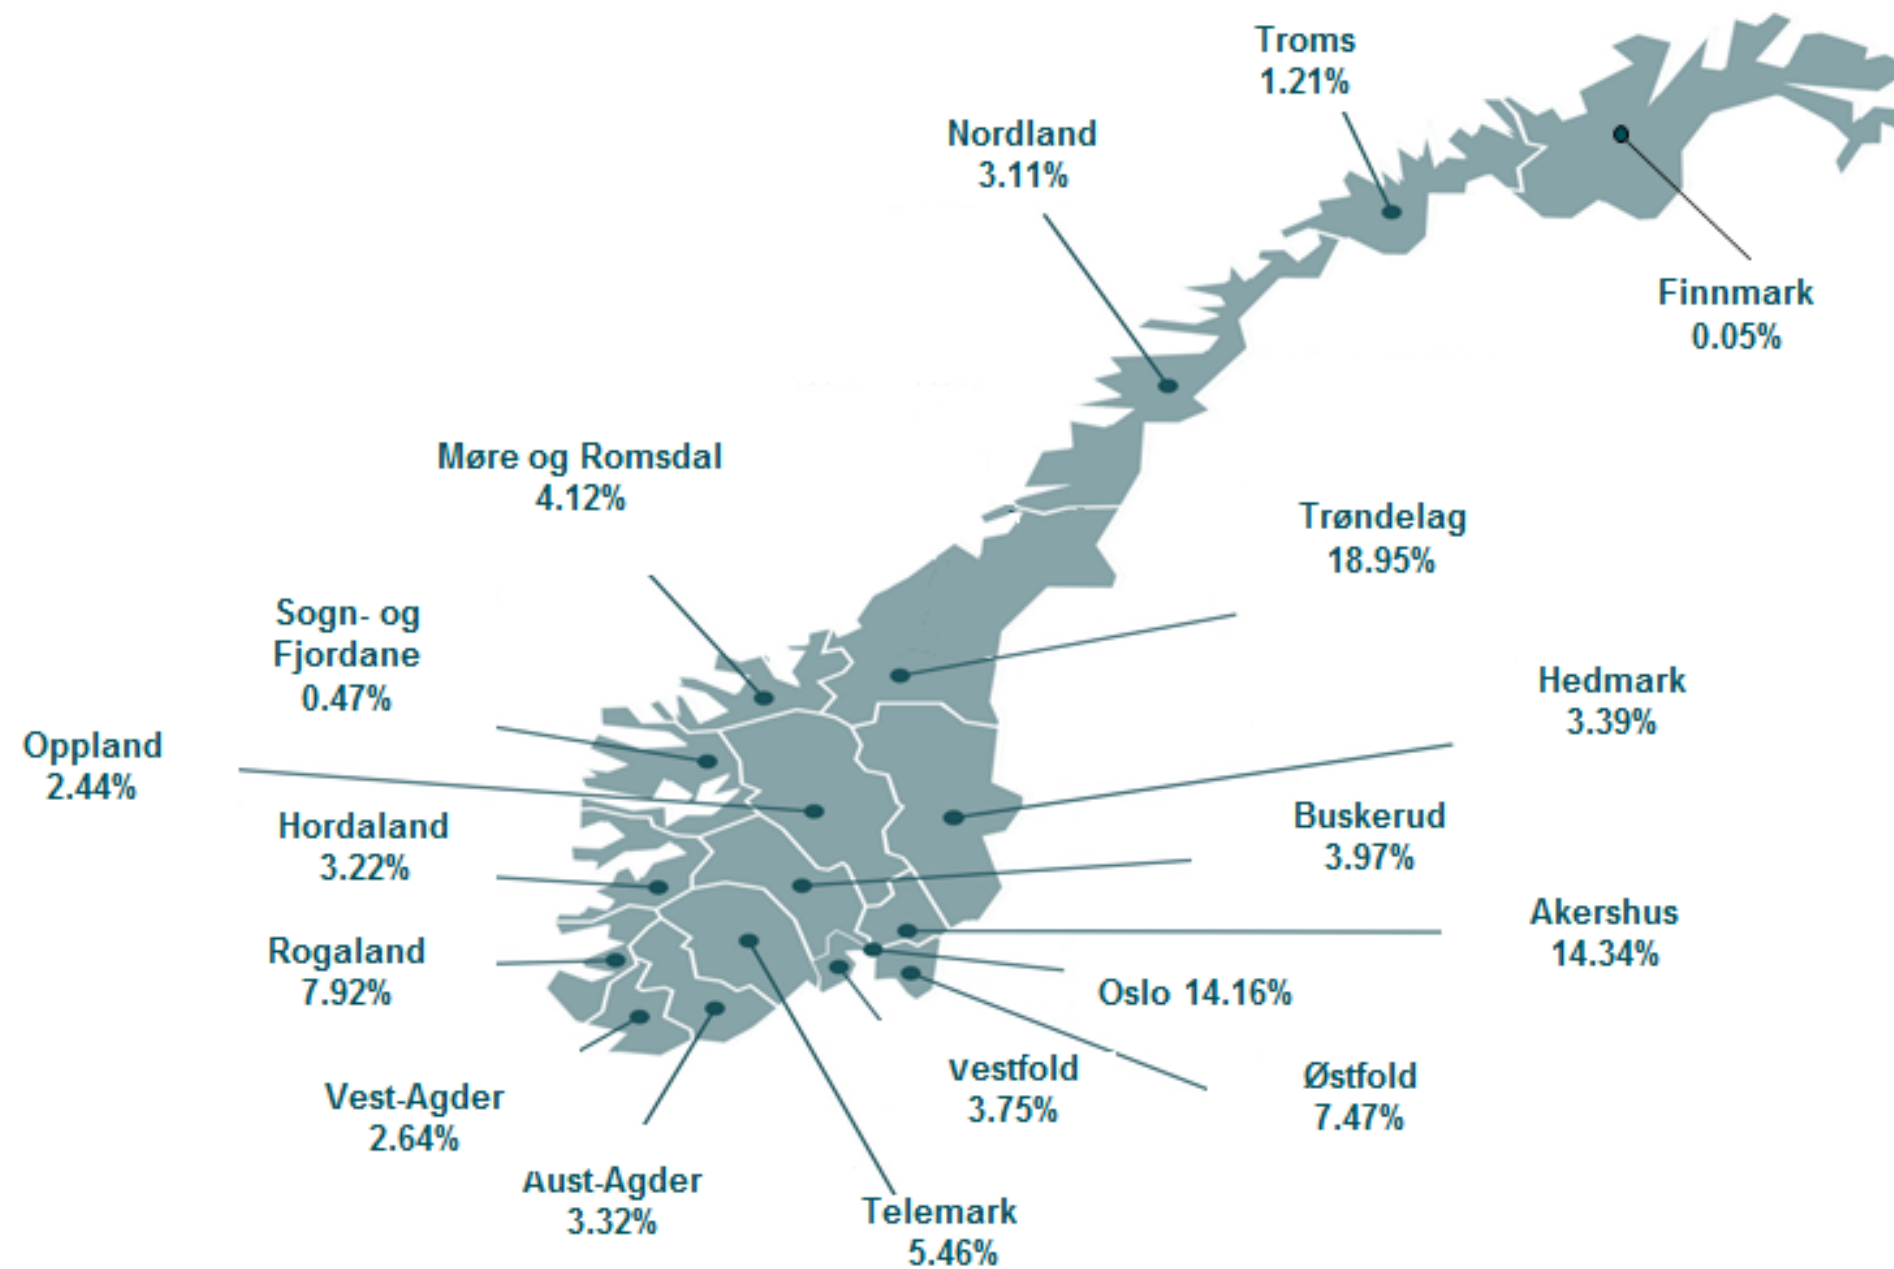 Troms
1.21%
Nordland
3.11%
Finnmark
0.05%
Møre og Romsdal
4.12%
Trøndelag
18.95%
Sogn- og
Fjordane
0.47%
Hedmark
3.39%
Oppland
2.44%
Hordaland
3.22%
Buskerud
3.97%
Akershus
14.34%
Rogaland
7.92%
Oslo 14.16%
Vestfold
3.75%
Østfold
7.47%
Vest-Agder
2.64%
Aust-Agder
3.32%
Telemark
5.46%